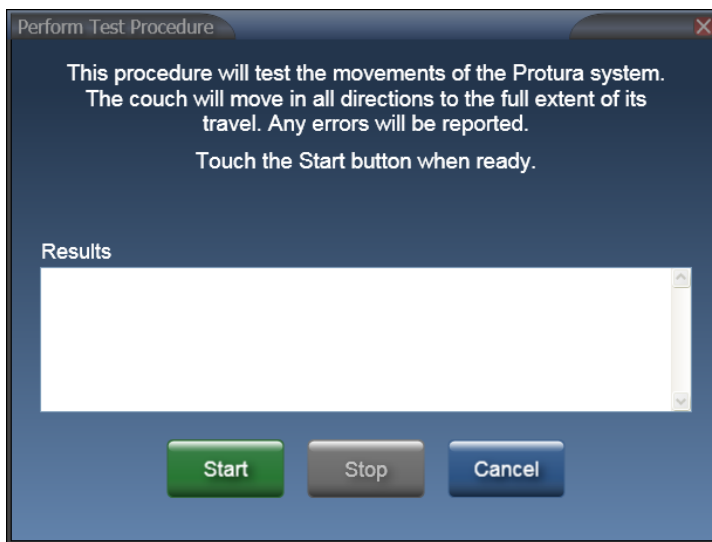 Perform Test Procedure
This procedure will test the movements of the Protura system.
The couch will move in all directions to the full extent of its
travel. Any errors will be reported.
Touch the Start button when ready.
Results
Start
Stop
Cancel